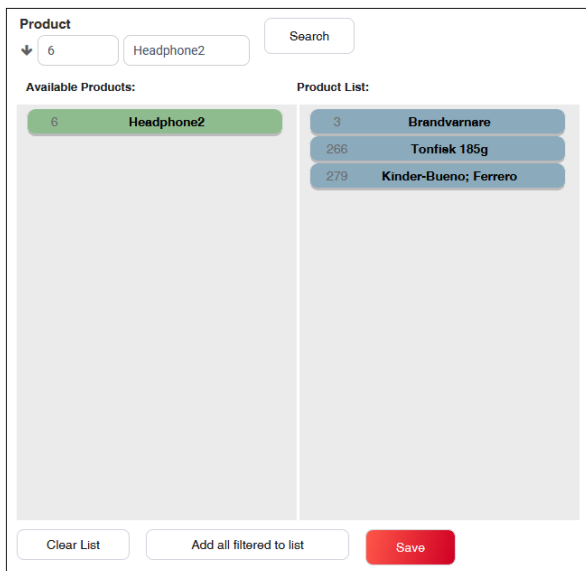 Product
6 Headphone2 Search
Available Products: Product List:
6 Headphone2
3 Brandvarnare
266 Tonfisk 185g
279 Kinder-Bueno; Ferrero
Clear List Add all filtered to list Save